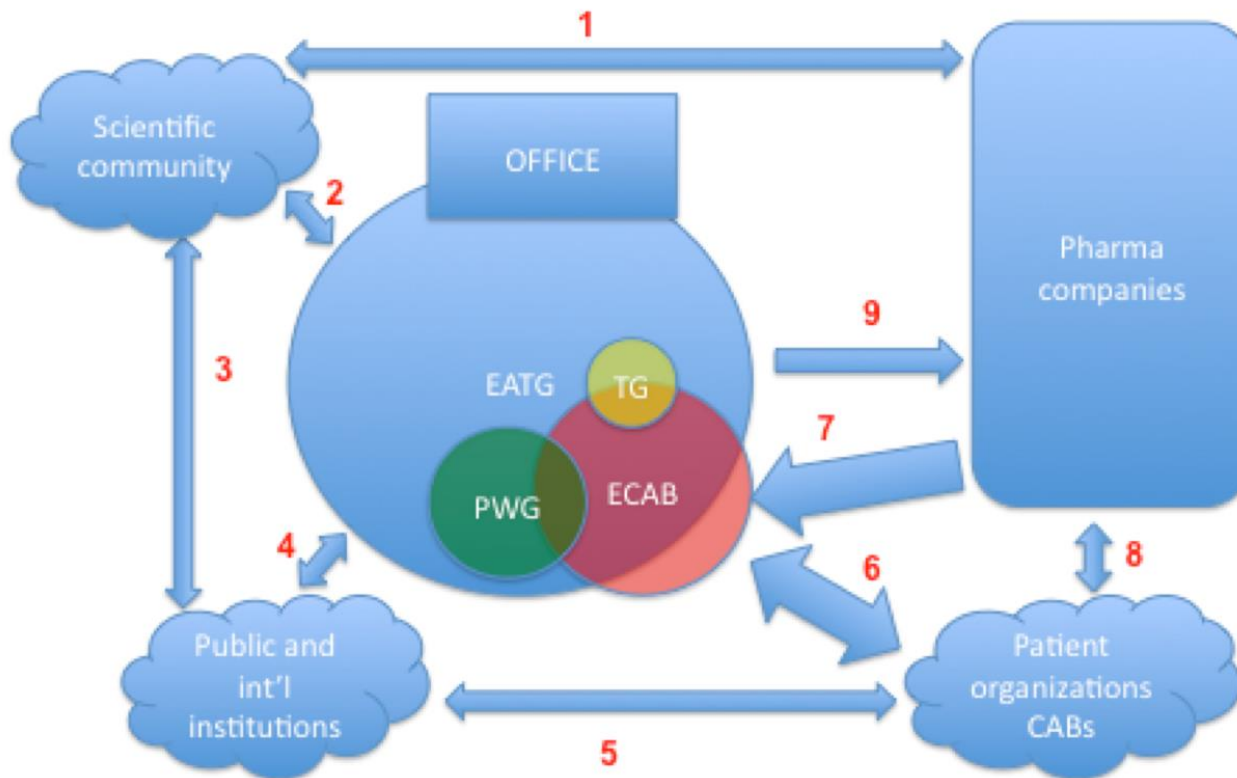 1
Scientific
community
2
OFFICE
Pharma
companies
3
9
EATG
TG
7
PWG
ECAB
4
6
8
Public and
int'l
institutions
Patient
organizations
CABs
5